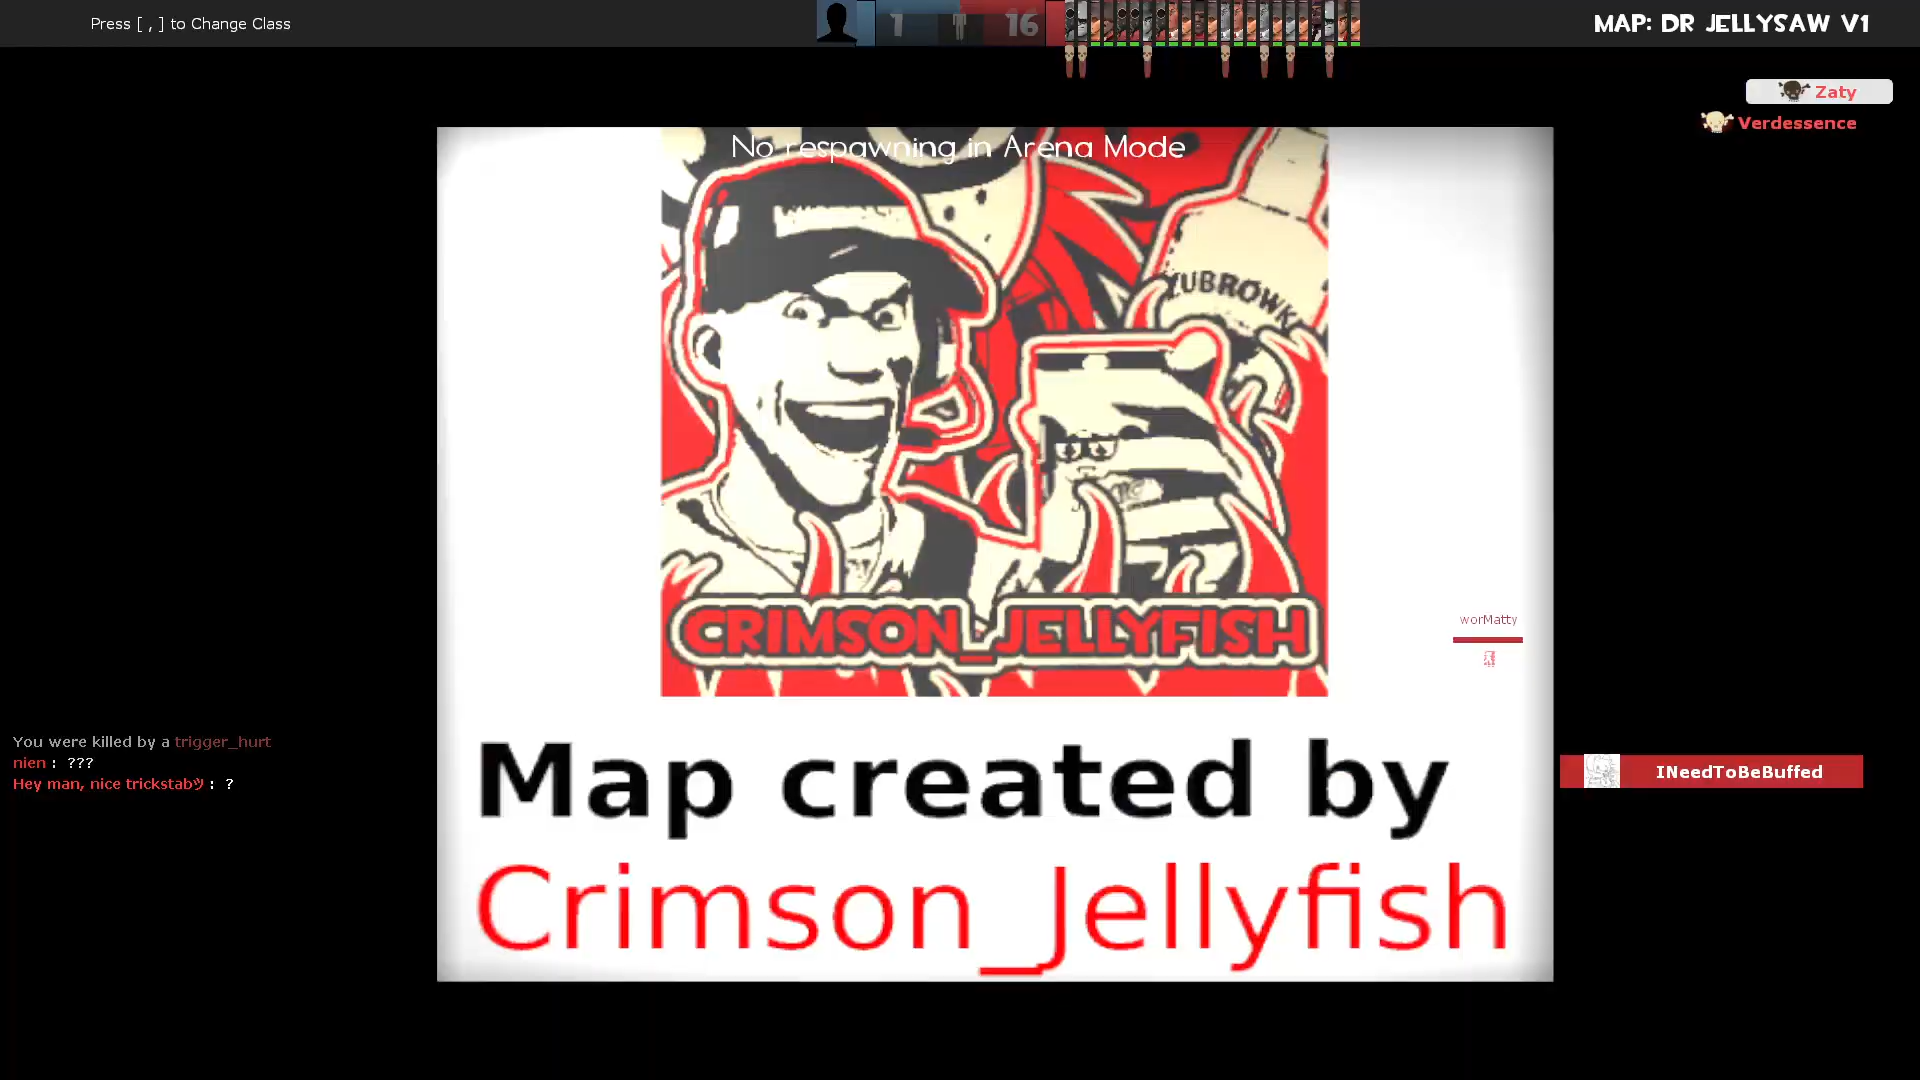 Press [ , ] to Change Class
1
16
MAP: DR JELLYSAW V1
Zaty
Verdessence
No respawning in Arena Mode
CRIMSON_JELLYFISH
worMatty
You were killed by a trigger_hurt
nien : ???
Hey man, nice trickstabツ : ?
INeedToBeBuffed
Map created by
Crimson_Jellyfish